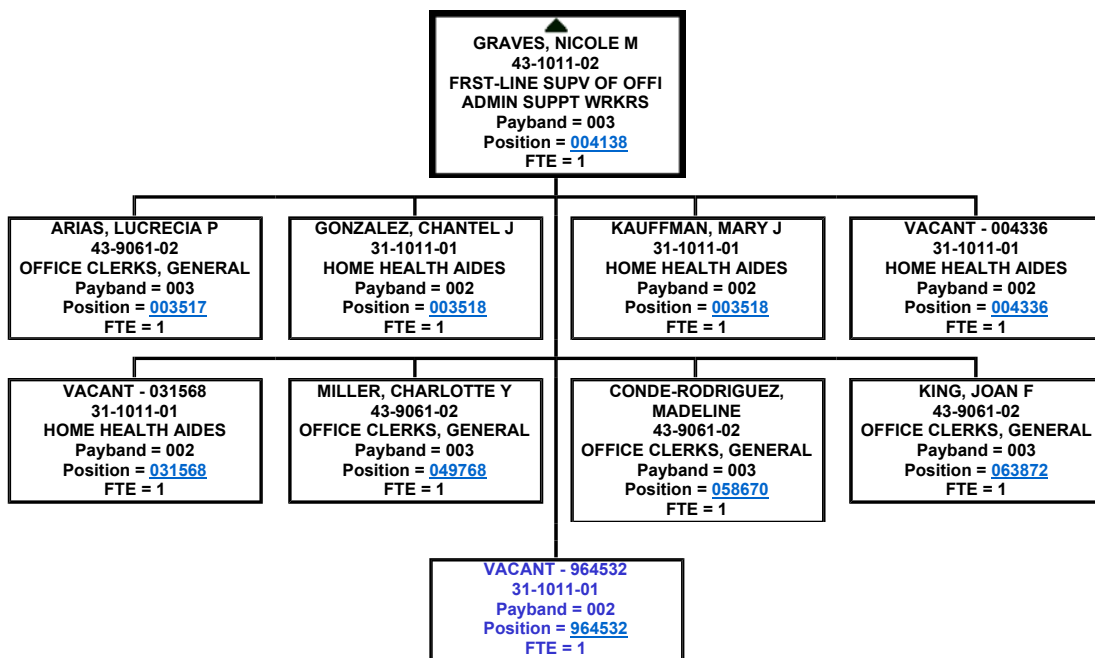 GRAVES, NICOLE M
43-1011-02
FRST-LINE SUPV OF OFFI
ADMIN SUPPT WRKRS
Payband = 003
Position = 004138
FTE = 1
ARIAS, LUCRECIA P
43-9061-02
OFFICE CLERKS, GENERAL
Payband = 003
Position = 003517
FTE = 1
GONZALEZ, CHANTEL J
31-1011-01
HOME HEALTH AIDES
Payband = 002
Position = 003518
FTE = 1
KAUFFMAN, MARY J
31-1011-01
HOME HEALTH AIDES
Payband = 002
Position = 003518
FTE = 1
VACANT - 004336
31-1011-01
HOME HEALTH AIDES
Payband = 002
Position = 004336
FTE = 1
VACANT - 031568
31-1011-01
HOME HEALTH AIDES
Payband = 002
Position = 031568
FTE = 1
MILLER, CHARLOTTE Y
43-9061-02
OFFICE CLERKS, GENERAL
Payband = 003
Position = 049768
FTE = 1
CONDE-RODRIGUEZ,
MADELINE
43-9061-02
OFFICE CLERKS, GENERAL
Payband = 003
Position = 058670
FTE = 1
KING, JOAN F
43-9061-02
OFFICE CLERKS, GENERAL
Payband = 003
Position = 063872
FTE = 1
VACANT - 964532
31-1011-01
Payband = 002
Position = 964532
FTE = 1